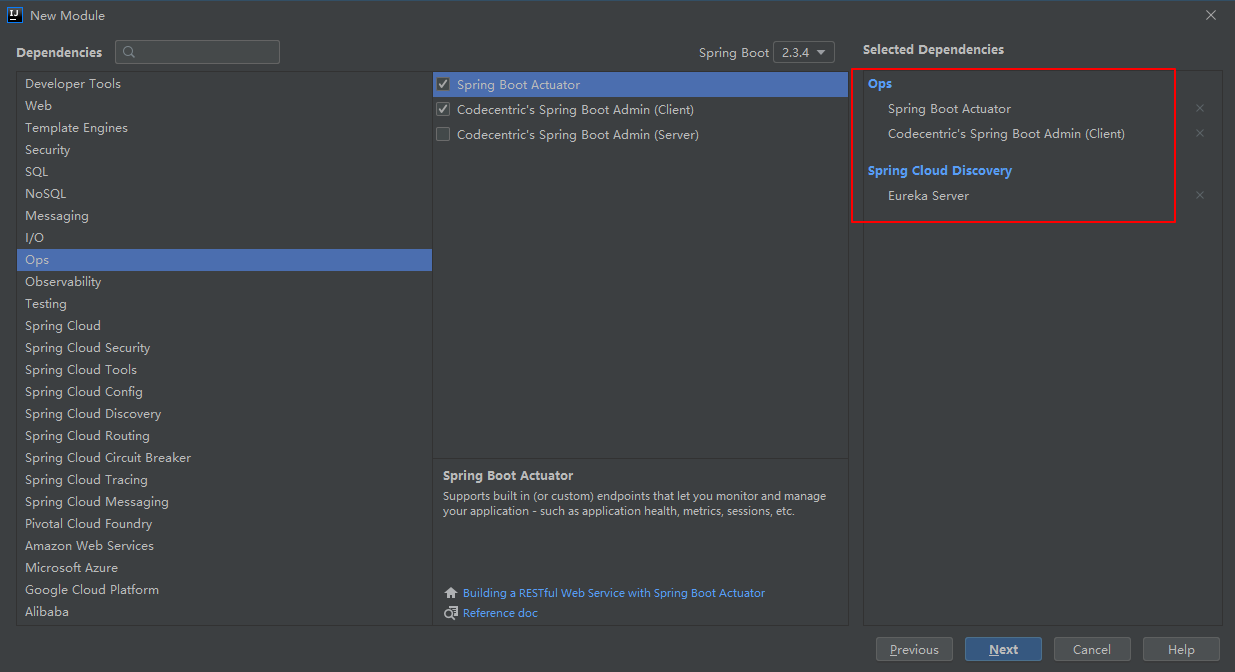 New Module
Dependencies
Spring Boot 2.3.4
Selected Dependencies
Developer Tools
Web
Template Engines
Security
SQL
NoSQL
Messaging
I/O
Ops
Observability
Testing
Spring Cloud
Spring Cloud Security
Spring Cloud Tools
Spring Cloud Config
Spring Cloud Discovery
Spring Cloud Routing
Spring Cloud Circuit Breaker
Spring Cloud Tracing
Spring Cloud Messaging
Pivotal Cloud Foundry
Amazon Web Services
Microsoft Azure
Google Cloud Platform
Alibaba
Spring Boot Actuator
Codecentric's Spring Boot Admin (Client)
Codecentric's Spring Boot Admin (Server)
Spring Boot Actuator
Supports built in (or custom) endpoints that let you monitor and manage
your application - such as application health, metrics, sessions, etc.
Building a RESTful Web Service with Spring Boot Actuator
Reference doc
Ops
Spring Boot Actuator
Codecentric's Spring Boot Admin (Client)
Spring Cloud Discovery
Eureka Server
Previous
Next
Cancel
Help